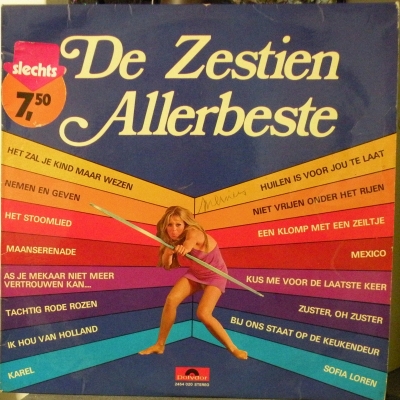 slechts
7,50
De Zestien
Allerbeste
HET ZAL JE KIND MAAR WEZEN
NEMEN EN GEVEN
HET STOOMLIED
MAANSERENADE
AS JE MEKAAR NIET MEER
VERTROUWEN KAN...
TACHTIG RODE ROZEN
IK HOU VAN HOLLAND
KAREL
HUILEN IS VOOR JOU TE LAAT
NIET VRIJEN ONDER HET RIJEN
EEN KLOMP MET EEN ZEILTJE
MEXICO
KUS ME VOOR DE LAATSTE KEER
ZUSTER, OH ZUSTER
BIJ ONS STAAT OP DE KEUKENDEUR
SOFIA LOREN
Polydor
2454 020 STEREO